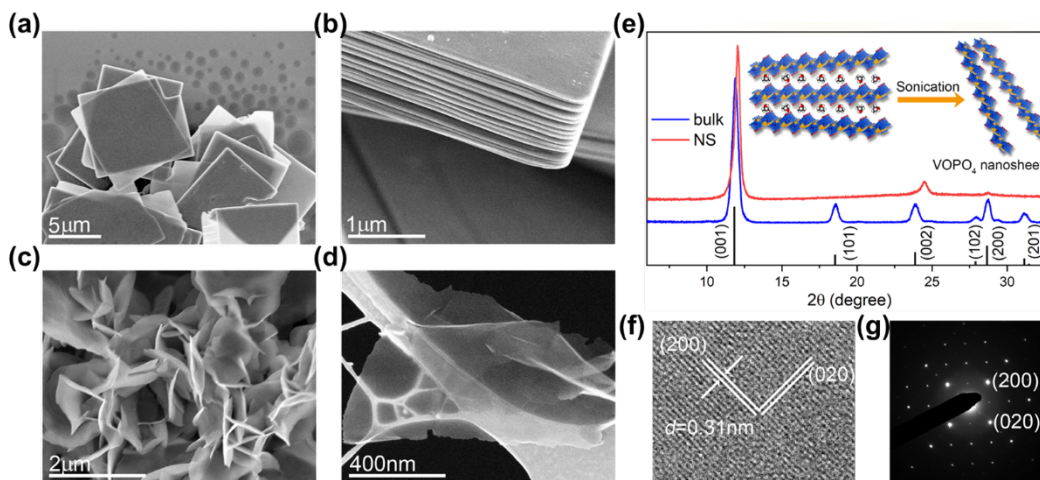 (a)
5μm
(b)
1μm
(c)
2μm
(d)
400nm
(e)
bulk
NS
Sonication
VOPO4 nanosheet
(001)
(101)
(002)
(102)
(200)
(201)
10 15 20 25 30
2θ (degree)
(f)
(200)
(020)
d=0.31nm
(g)
(200)
(020)